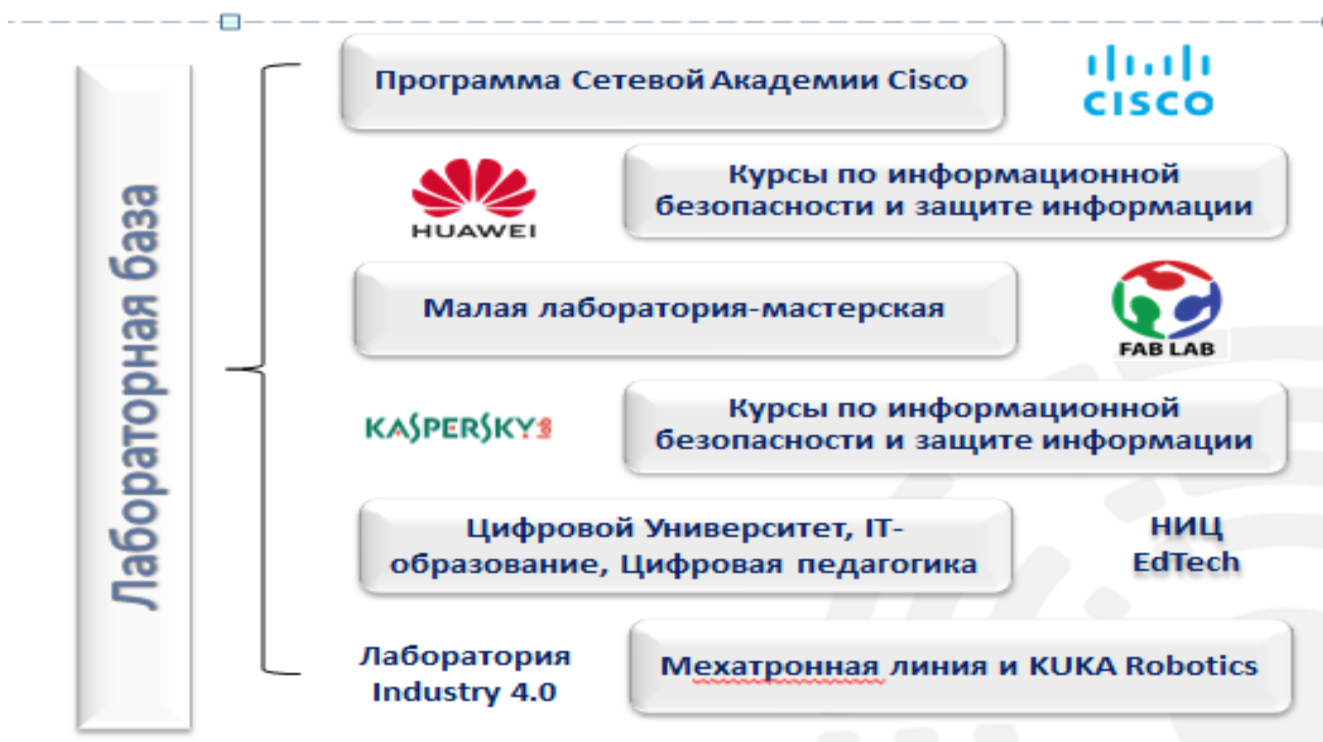 Лабораторная база
Программа Сетевой Академии Cisco
CISCO
HUAWEI
Курсы по информационной
безопасности и защите информации
Малая лаборатория-мастерская
FAB LAB
KASPERSKY
Курсы по информационной
безопасности и защите информации
Цифровой Университет, IT-
образование, Цифровая педагогика
НИЦ
EdTech
Лаборатория
Industry 4.0
Мехатронная линия и KUKA Robotics